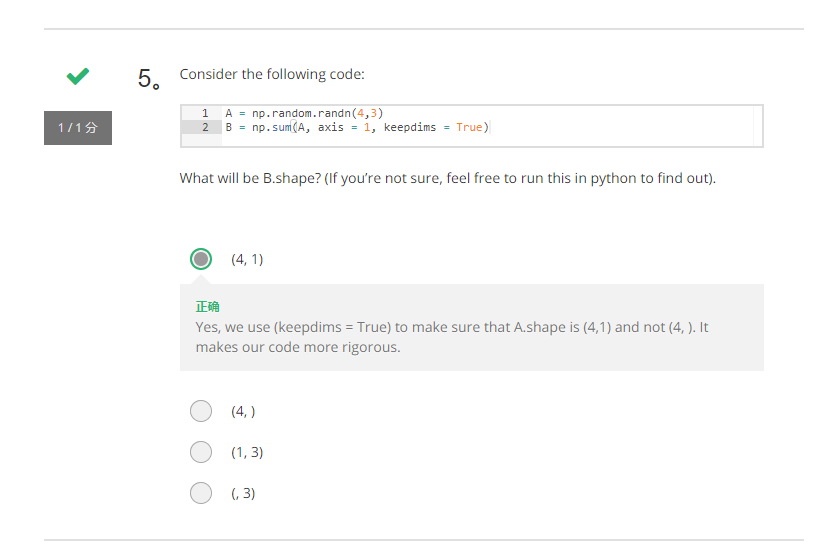 5。 Consider the following code:
1 / 1 分
1 A = np.random.randn(4,3)
2 B = np.sum(A, axis = 1, keepdims = True)
What will be B.shape? (If you’re not sure, feel free to run this in python to find out).
(4, 1)
正确
Yes, we use (keepdims = True) to make sure that A.shape is (4,1) and not (4, ). It
makes our code more rigorous.
(4, )
(1, 3)
(, 3)